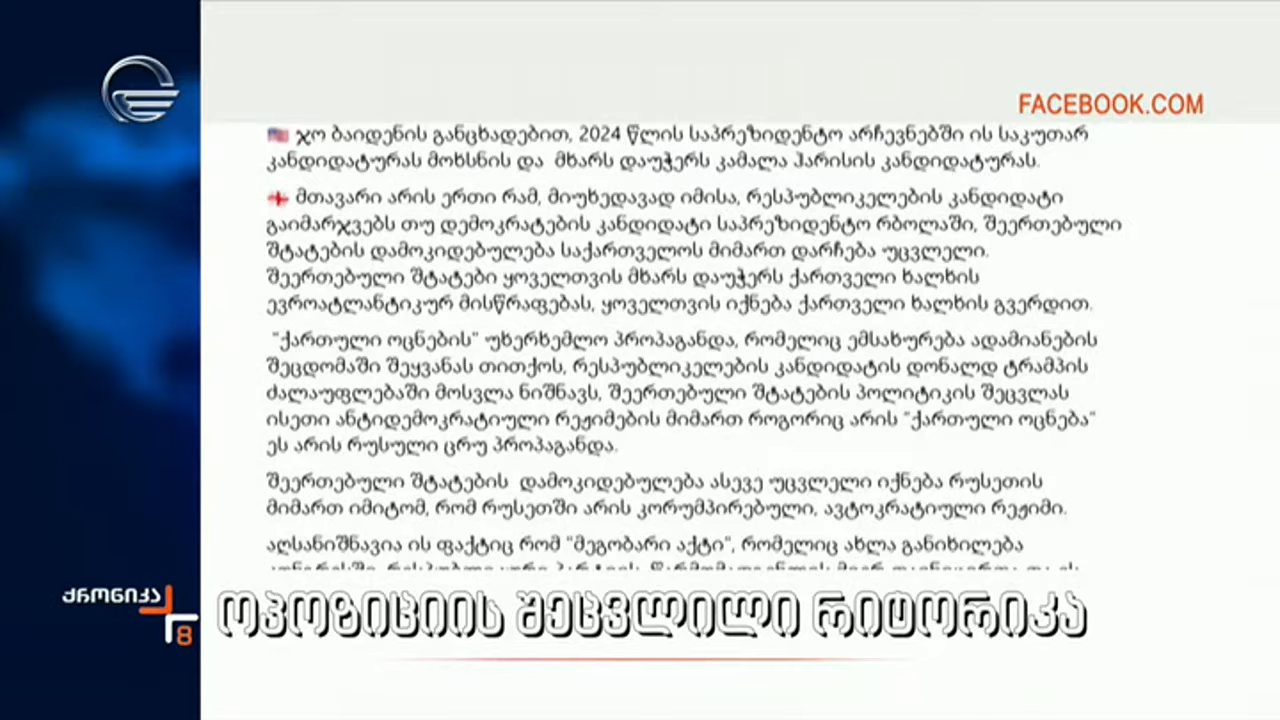 FACEBOOK.COM
ჯო ბაიდენის განცხადებით, 2024 წლის საპრეზიდენტო არჩევნებში ის საკუთარ
კანდიდატურას მოხსნის და მხარს დაუჭერს კამალა ჰარისის კანდიდატურას.
მთავარი არის ერთი რამ, მიუხედავად იმისა, რესპუბლიკელების კანდიდატი
გაიმარჯვებს თუ დემოკრატების კანდიდატი საპრეზიდენტო რბოლაში, შეერთებული
შტატების დამოკიდებულება საქართველოს მიმართ დარჩება უცვლელი.
შეერთებული შტატები ყოველთვის მხარს დაუჭერს ქართველი ხალხის
ევროატლანტიკურ მისწრაფებას, ყოველთვის იქნება ქართველი ხალხის გვერდით.
"ქართული ოცნების" უხერხემლო პროპაგანდა, რომელიც ემსახურება ადამიანების
შეცდომაში შეყვანას თითქოს, რესპუბლიკელების კანდიდატის დონალდ ტრამპის
ძალაუფლებაში მოსვლა ნიშნავს, შეერთებული შტატების პოლიტიკის შეცვლას
ისეთი ანტიდემოკრატიული რეჟიმების მიმართ როგორიც არის "ქართული ოცნება"
ეს არის რუსული ცრუ პროპაგანდა.
შეერთებული შტატების დამოკიდებულება ასევე უცვლელი იქნება რუსეთის
მიმართ იმიტომ, რომ რუსეთში არის კორუმპირებული, ავტოკრატიული რეჟიმი.
აღსანიშნავია ის ფაქტიც რომ "მეგობარი აქტი", რომელიც ახლა განიხილება
ქრონიკა
8
ოპოზიციის შეცვლილი რიტორიკა